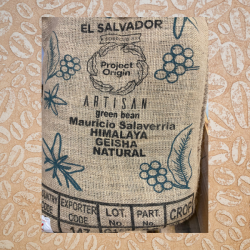 EL SALVADOR
Project
Origin
ARTISAN
green bean
Mauricio Salaverria
HIMALAYA
GEISHA
NATURAL
EXPORTER
CODE
LOT.
No.
PART.
No.
CROP